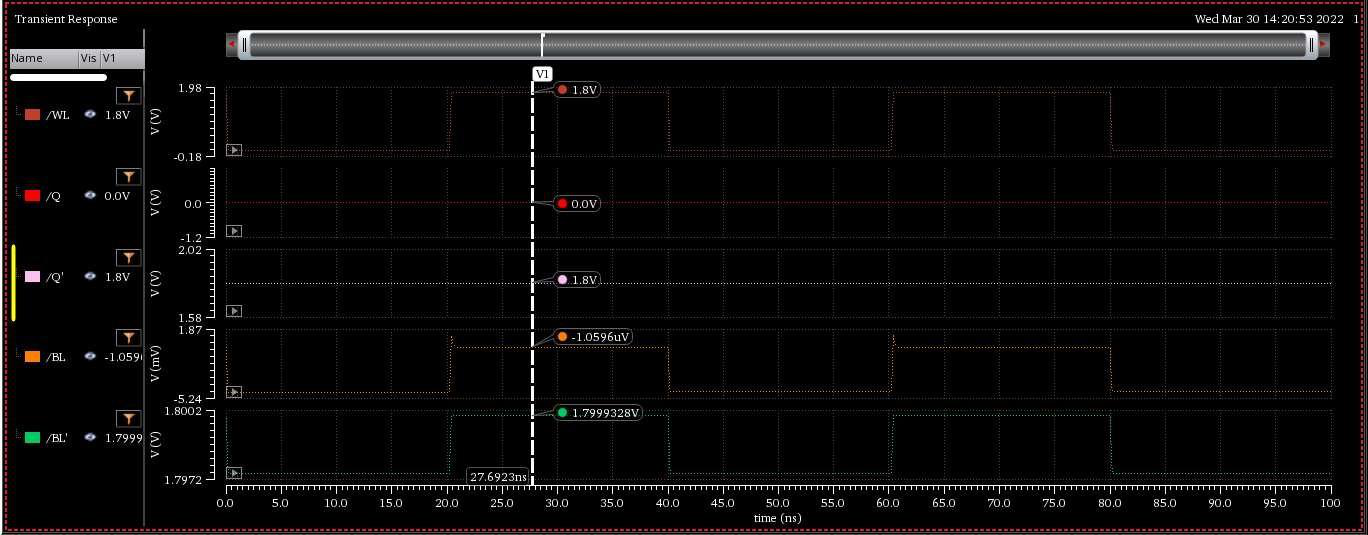 Transient Response
Wed Mar 30 14:20:53 2022 1
Name Vis V1
V1
/WL 1.8V
V (V)
1.98
-0.18
1.8V
/Q 0.0V
V (V)
0.0
-1.2
0.0V
/Q' 1.8V
V (V)
2.02
1.58
1.8V
/BL -1.059
V (mV)
1.87
-5.24
-1.0596uV
/BL' 1.7999
V (V)
1.8002
1.7972
1.7999328V
27.6923ns
0.0 5.0 10.0 15.0 20.0 25.0 30.0 35.0 40.0 45.0 50.0 55.0 60.0 65.0 70.0 75.0 80.0 85.0 90.0 95.0 100
time (ns)